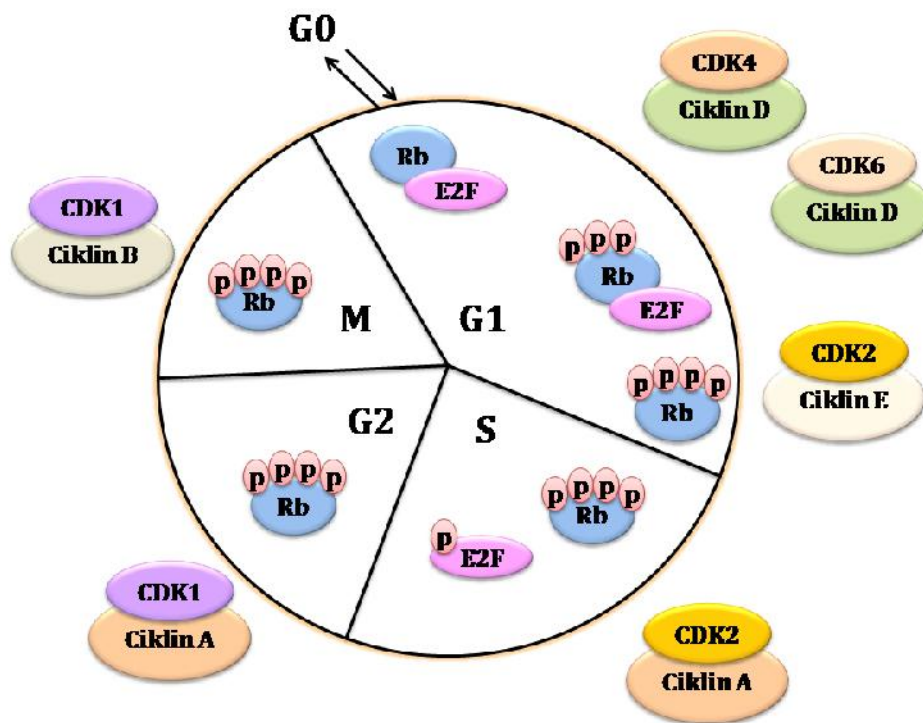 G0
CDK4
Ciklin D
CDK6
Ciklin D
Rb
E2F
CDK1
Ciklin B
p p p
Rb
E2F
p p p p
Rb
M
G1
CDK2
Ciklin E
p p p p
Rb
G2
S
p p p p
Rb
p p p p
Rb
p
E2F
CDK1
Ciklin A
CDK2
Ciklin A